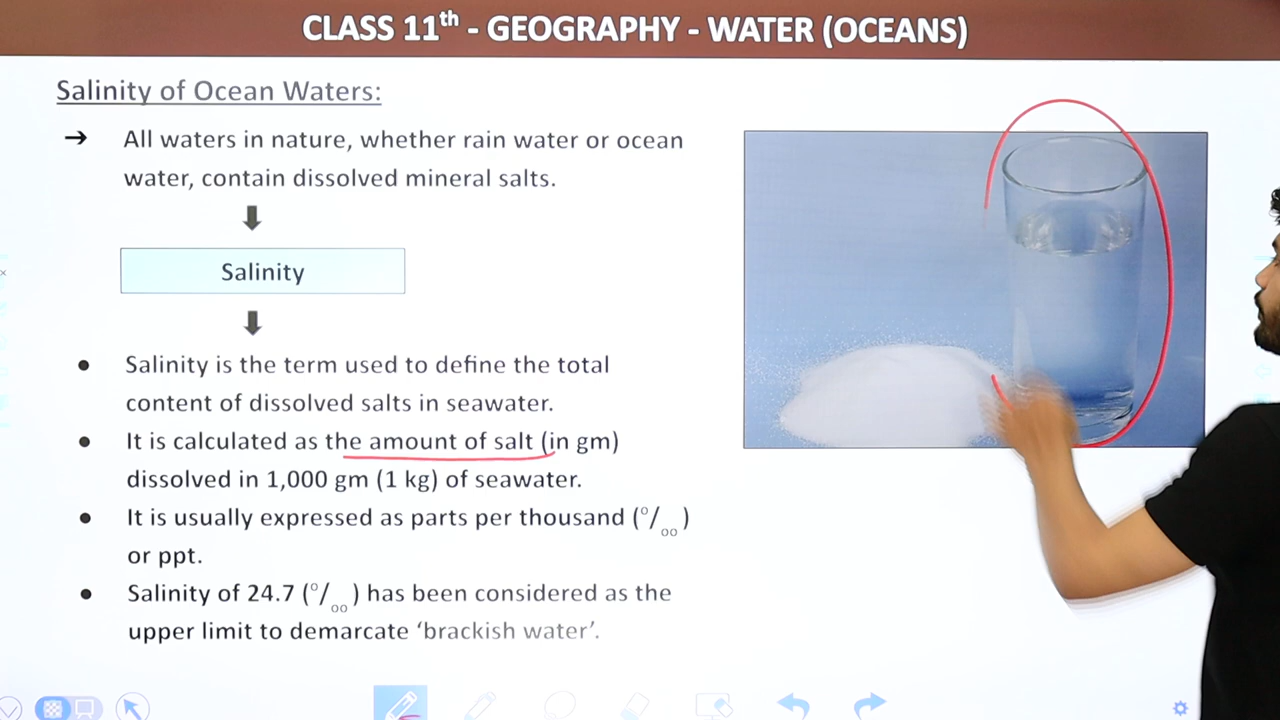 CLASS 11th - GEOGRAPHY - WATER (OCEANS)
Salinity of Ocean Waters:
➔ All waters in nature, whether rain water or ocean
water, contain dissolved mineral salts.
Salinity
● Salinity is the term used to define the total
content of dissolved salts in seawater.
● It is calculated as the amount of salt (in gm)
dissolved in 1,000 gm (1 kg) of seawater.
● It is usually expressed as parts per thousand (o/oo)
or ppt.
● Salinity of 24.7 (o/oo) has been considered as the
upper limit to demarcate ‘brackish water’.